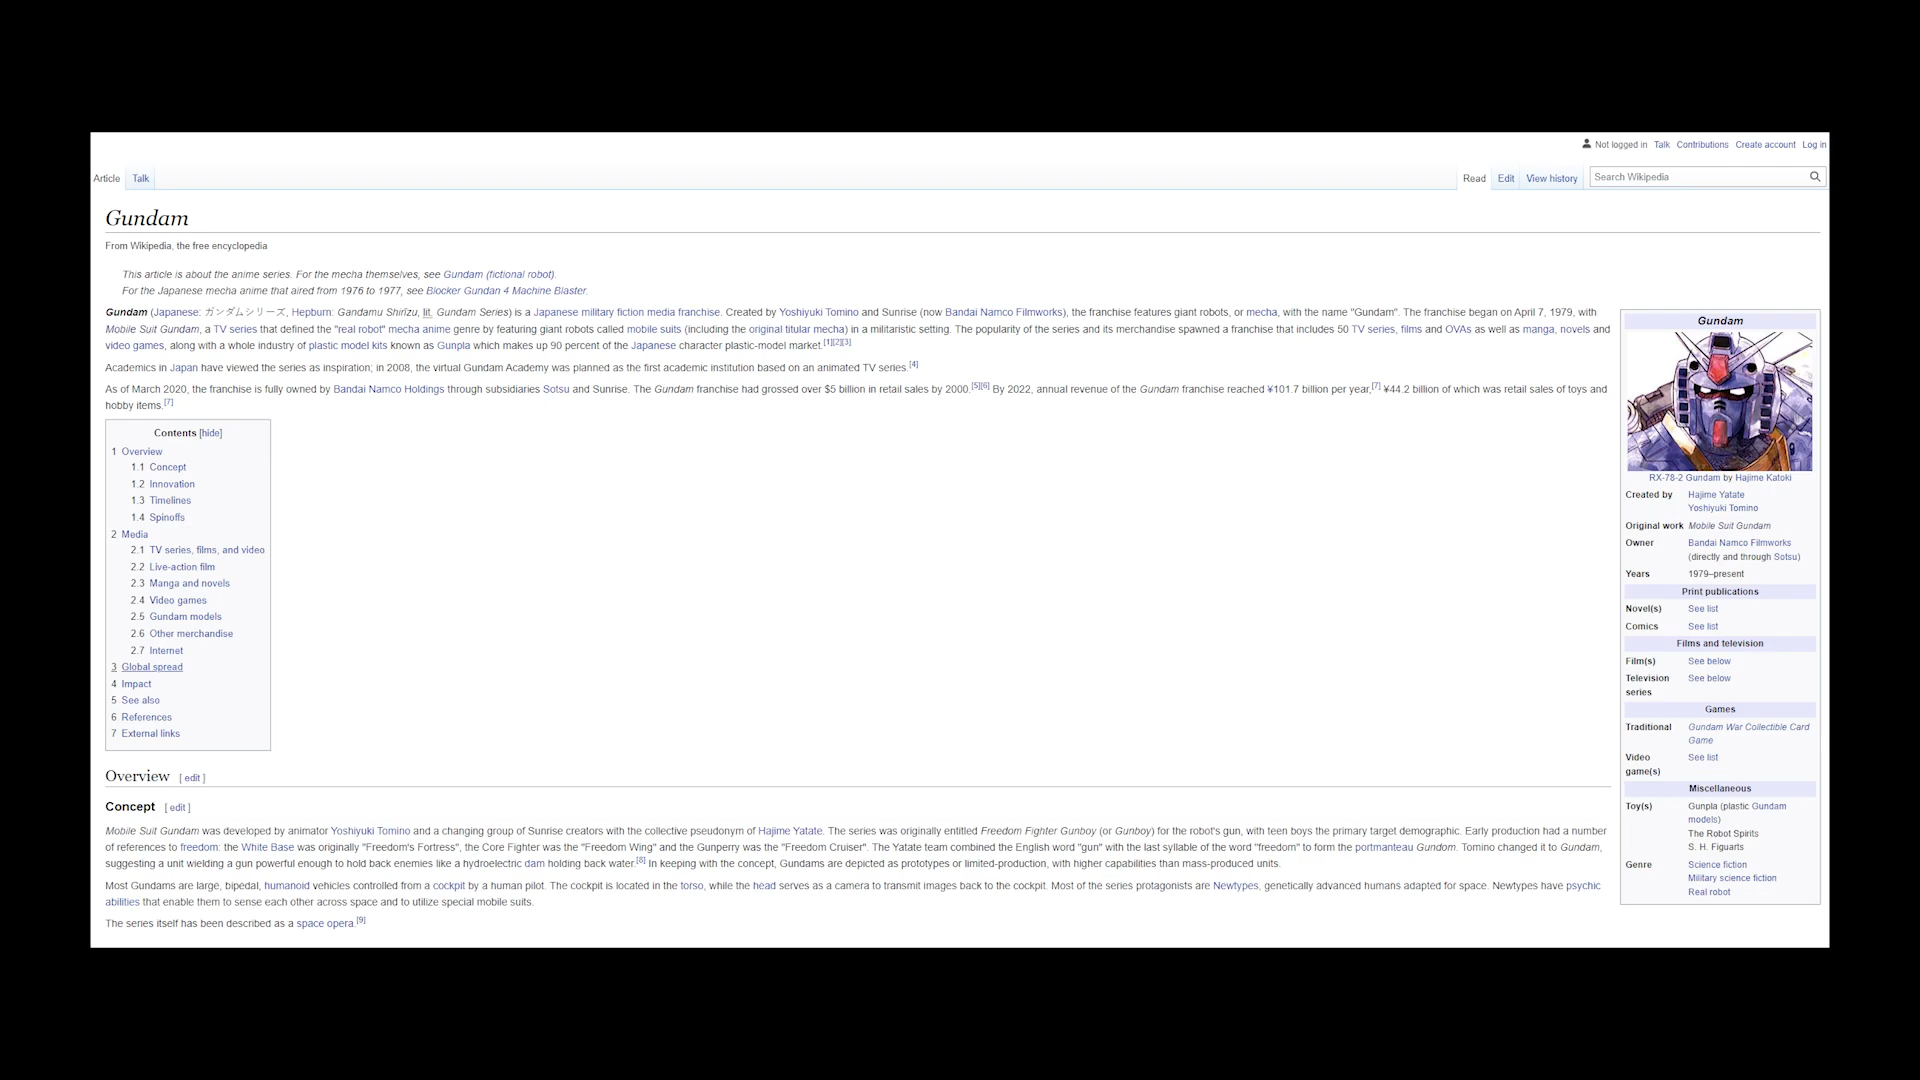 Not logged in Talk Contributions Create account Log in
Article Talk Read Edit View history Search Wikipedia
Gundam
From Wikipedia, the free encyclopedia
This article is about the anime series. For the mecha themselves, see Gundam (fictional robot).
For the Japanese mecha anime that aired from 1976 to 1977, see Blocker Gundan 4 Machine Blaster.
Gundam (Japanese: ガンダムシリーズ, Hepburn: Gandamu Shirīzu, lit. Gundam Series) is a Japanese military fiction media franchise. Created by Yoshiyuki Tomino and Sunrise (now Bandai Namco Filmworks), the franchise features giant robots, or mecha, with the name "Gundam". The franchise began on April 7, 1979, with
Mobile Suit Gundam, a TV series that defined the "real robot" mecha anime genre by featuring giant robots called mobile suits (including the original titular mecha) in a militaristic setting. The popularity of the series and its merchandise spawned a franchise that includes 50 TV series, films and OVAs as well as manga, novels and
video games, along with a whole industry of plastic model kits known as Gunpla which makes up 90 percent of the Japanese character plastic-model market.[1][2][3]
Academics in Japan have viewed the series as inspiration; in 2008, the virtual Gundam Academy was planned as the first academic institution based on an animated TV series.[4]
As of March 2020, the franchise is fully owned by Bandai Namco Holdings through subsidiaries Sotsu and Sunrise. The Gundam franchise had grossed over $5 billion in retail sales by 2000.[5][6] By 2022, annual revenue of the Gundam franchise reached ¥101.7 billion per year,[7] ¥44.2 billion of which was retail sales of toys and
hobby items.[7]
Contents [hide]
1 Overview
1.1 Concept
1.2 Innovation
1.3 Timelines
1.4 Spinoffs
2 Media
2.1 TV series, films, and video
2.2 Live-action film
2.3 Manga and novels
2.4 Video games
2.5 Gundam models
2.6 Other merchandise
2.7 Internet
3 Global spread
4 Impact
5 See also
6 References
7 External links
Overview [ edit ]
Concept [ edit ]
Mobile Suit Gundam was developed by animator Yoshiyuki Tomino and a changing group of Sunrise creators with the collective pseudonym of Hajime Yatate. The series was originally entitled Freedom Fighter Gunboy (or Gunboy) for the robot's gun, with teen boys the primary target demographic. Early production had a number
of references to freedom: the White Base was originally "Freedom's Fortress", the Core Fighter was the "Freedom Wing" and the Gunperry was the "Freedom Cruiser". The Yatate team combined the English word "gun" with the last syllable of the word "freedom" to form the portmanteau Gundom. Tomino changed it to Gundam,
suggesting a unit wielding a gun powerful enough to hold back enemies like a hydroelectric dam holding back water.[8] In keeping with the concept, Gundams are depicted as prototypes or limited-production, with higher capabilities than mass-produced units.
Most Gundams are large, bipedal, humanoid vehicles controlled from a cockpit by a human pilot. The cockpit is located in the torso, while the head serves as a camera to transmit images back to the cockpit. Most of the series protagonists are Newtypes, genetically advanced humans adapted for space. Newtypes have psychic
abilities that enable them to sense each other across space and to utilize special mobile suits.
The series itself has been described as a space opera.[9]
Gundam
RX-78-2 Gundam by Hajime Katoki
Created by Hajime Yatate
Yoshiyuki Tomino
Original work Mobile Suit Gundam
Owner Bandai Namco Filmworks
(directly and through Sotsu)
Years 1979–present
Print publications
Novel(s) See list
Comics See list
Films and television
Film(s) See below
Television See below
series
Games
Traditional Gundam War Collectible Card
Game
Video See list
game(s)
Miscellaneous
Toy(s) Gunpla (plastic Gundam
models)
The Robot Spirits
S. H. Figuarts
Genre Science fiction
Military science fiction
Real robot